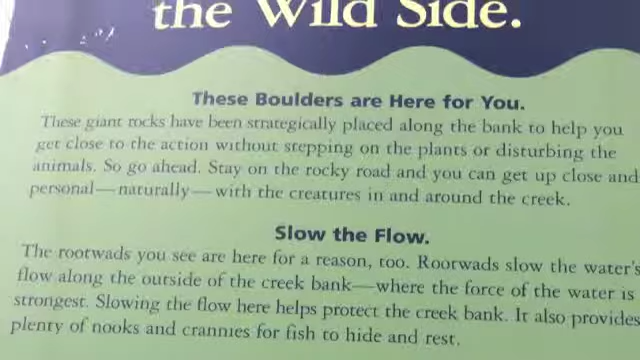 the Wild Side.
These Boulders are Here for You.
These giant rocks have been strategically placed along the bank to help you
get close to the action without stepping on the plants or disturbing the
animals. So go ahead. Stay on the rocky road and you can get up close and
personal—naturally—with the creatures in and around the creek.
Slow the Flow.
The rootwads you see are here for a reason, too. Rootwads slow the water's
flow along the outside of the creek bank—where the force of the water is
strongest. Slowing the flow here helps protect the creek bank. It also provides
plenty of nooks and crannies for fish to hide and rest.